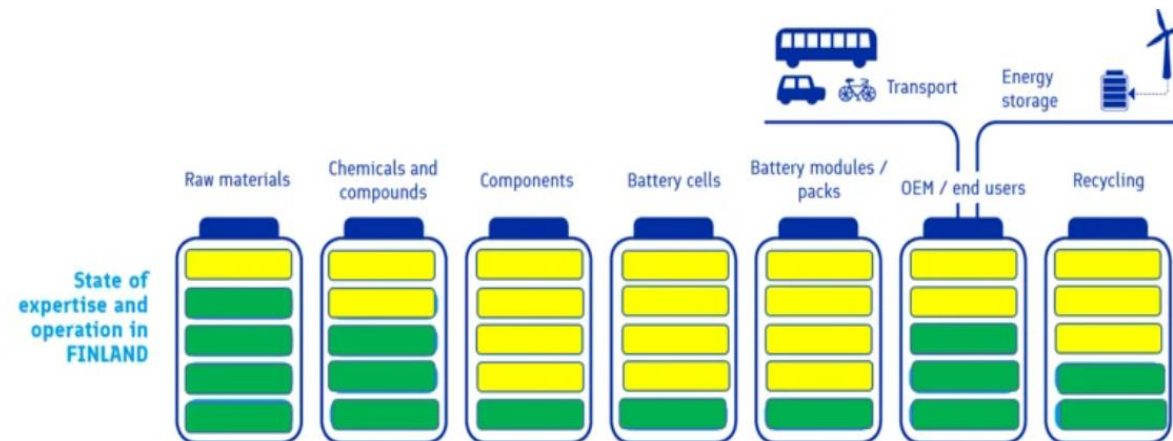 Transport
Energy
storage
Raw materials
Chemicals and
compounds
Components
Battery cells
Battery modules /
packs
OEM / end users
Recycling
State of
expertise and
operation in
FINLAND